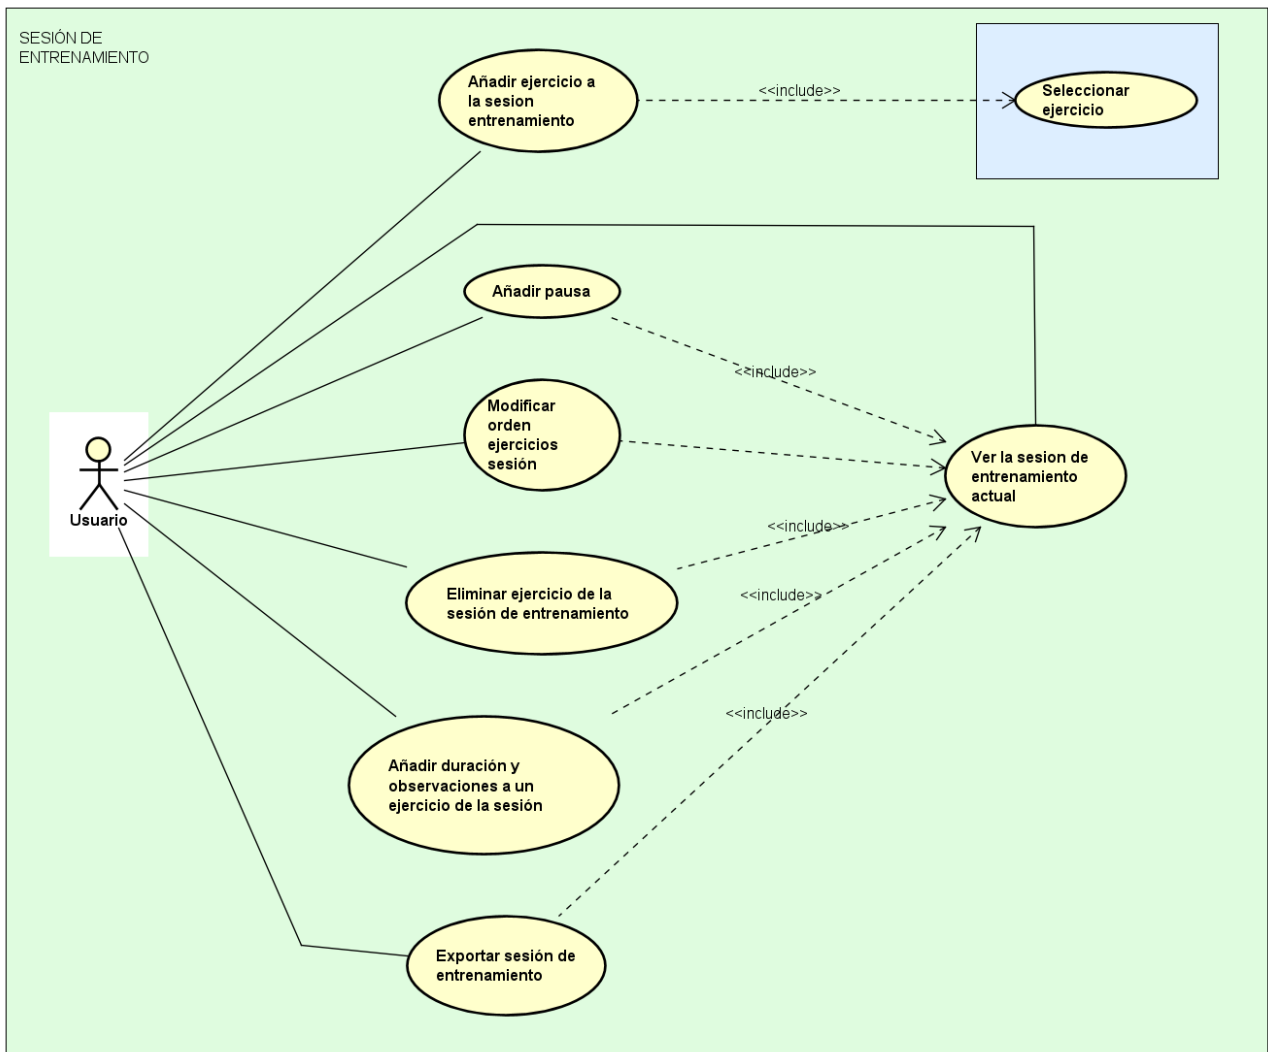 SESIÓN DE
ENTRENAMIENTO
Añadir ejercicio a
la sesion
entrenamiento
<<include>>
Seleccionar
ejercicio
Añadir pausa
<<include>>
Modificar
orden
ejercicios
sesión
Ver la sesion de
entrenamiento
actual
Usuario
<<include>>
Eliminar ejercicio de la
sesión de entrenamiento
<<include>>
Añadir duración y
observaciones a un
ejercicio de la sesión
<<include>>
Exportar sesión de
entrenamiento